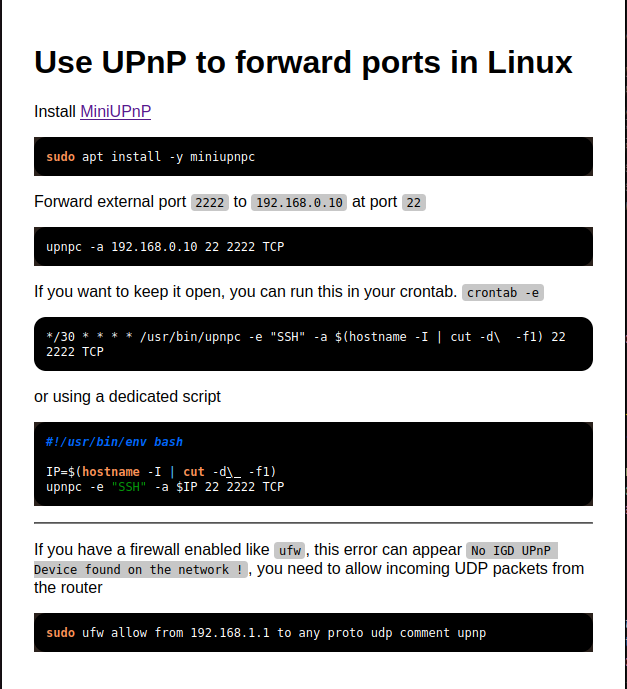 Use UPnP to forward ports in Linux
Install MiniUPnP
sudo apt install -y miniupnpc
Forward external port 2222 to 192.168.0.10 at port 22
upnpc -a 192.168.0.10 22 2222 TCP
If you want to keep it open, you can run this in your crontab. crontab -e
*/30 * * * * /usr/bin/upnpc -e "SSH" -a $(hostname -I | cut -d\  -f1) 22
2222 TCP
or using a dedicated script
#!/usr/bin/env bash
IP=$(hostname -I | cut -d\_ -f1)
upnpc -e "SSH" -a $IP 22 2222 TCP
If you have a firewall enabled like ufw, this error can appear No IGD UPnP
Device found on the network !, you need to allow incoming UDP packets from
the router
sudo ufw allow from 192.168.1.1 to any proto udp comment upnp